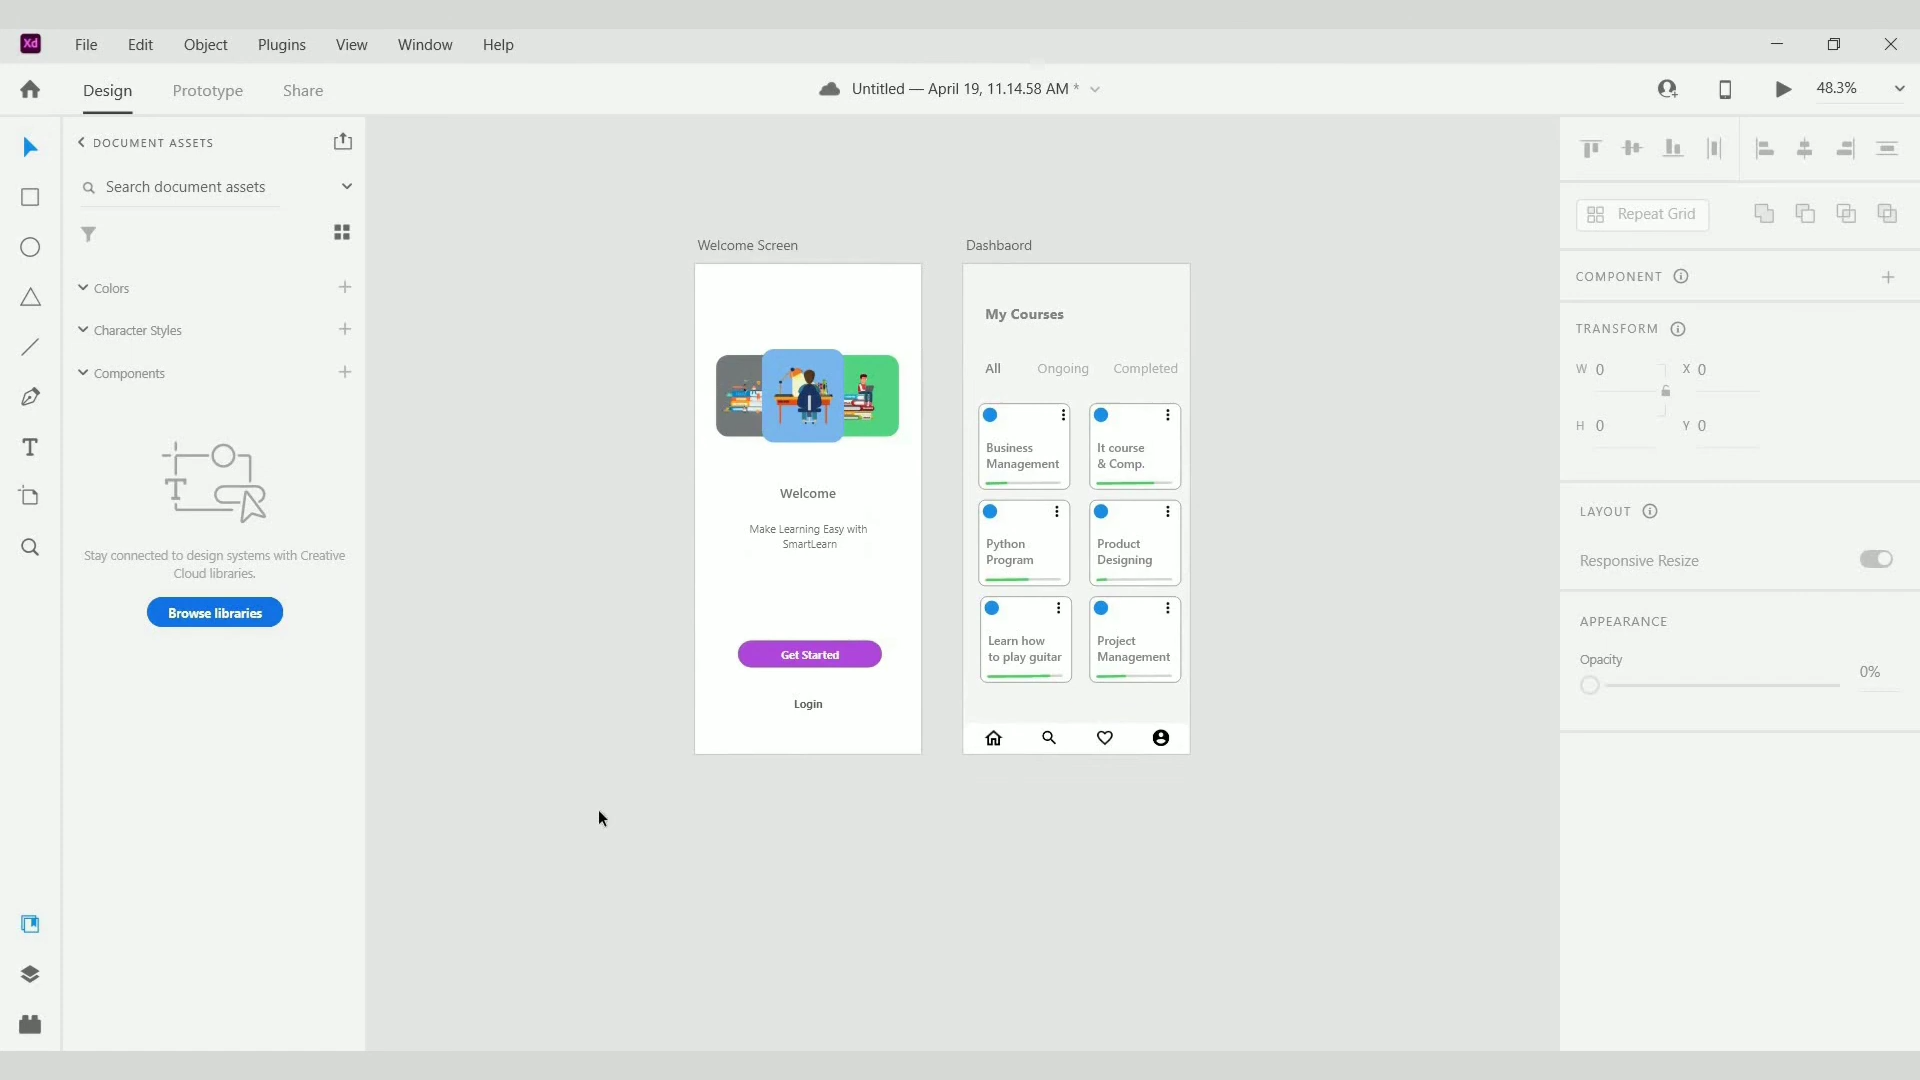 Xd File Edit Object Plugins View Window Help
Design Prototype Share
Untitled — April 19, 11.14.58 AM *
48.3%
DOCUMENT ASSETS
Search document assets
Colors
Character Styles
Components
T
Stay connected to design systems with Creative
Cloud libraries.
Browse libraries
Welcome Screen
Welcome
Make Learning Easy with
SmartLearn
Get Started
Login
Dashbaord
My Courses
All Ongoing Completed
Business
Management
It course
& Comp.
Python
Program
Product
Designing
Learn how
to play guitar
Project
Management
Repeat Grid
COMPONENT
TRANSFORM
W 0 X 0
H 0 Y 0
LAYOUT
Responsive Resize
APPEARANCE
Opacity
0%